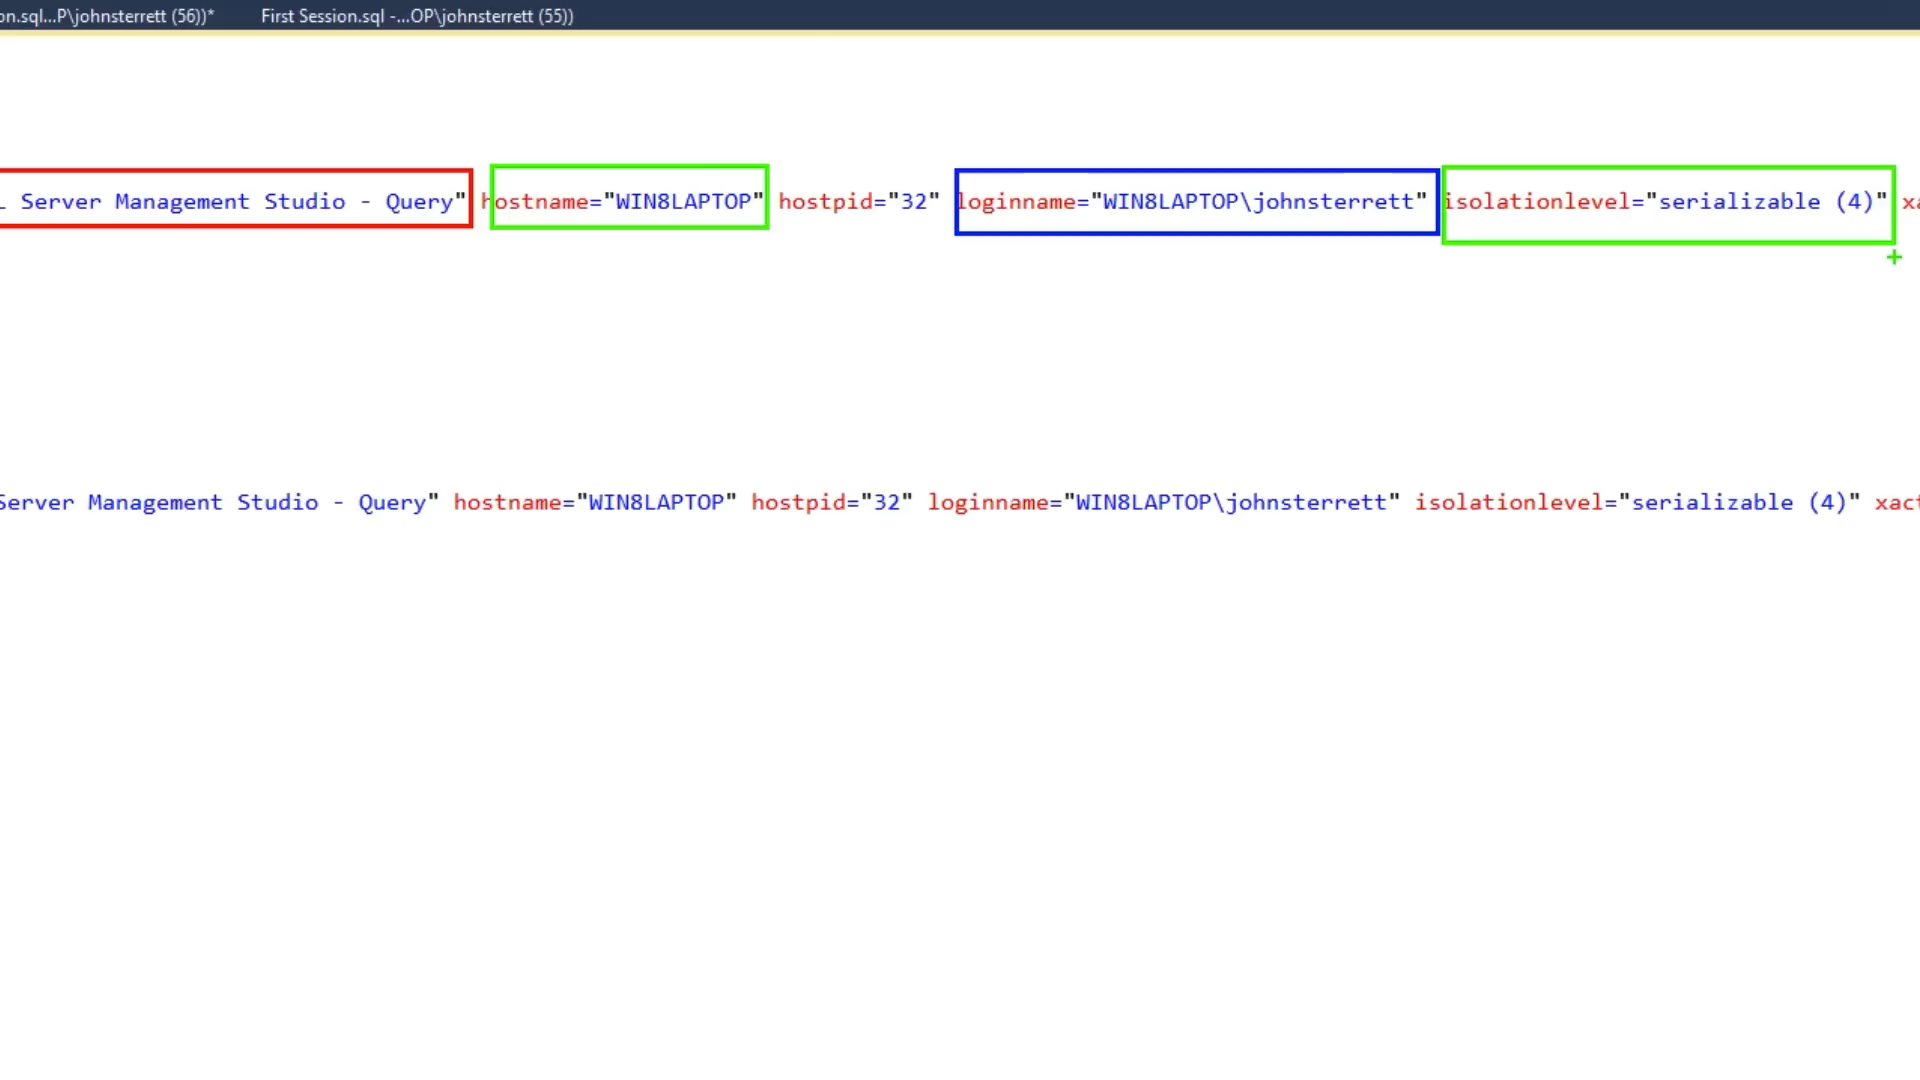 on.sql...P\johnsterrett (56))* First Session.sql -...OP\johnsterrett (55))
Server Management Studio - Query" hostname="WIN8LAPTOP" hostpid="32" loginname="WIN8LAPTOP\johnsterrett" isolationlevel="serializable (4)" xa
Server Management Studio - Query" hostname="WIN8LAPTOP" hostpid="32" loginname="WIN8LAPTOP\johnsterrett" isolationlevel="serializable (4)" xact